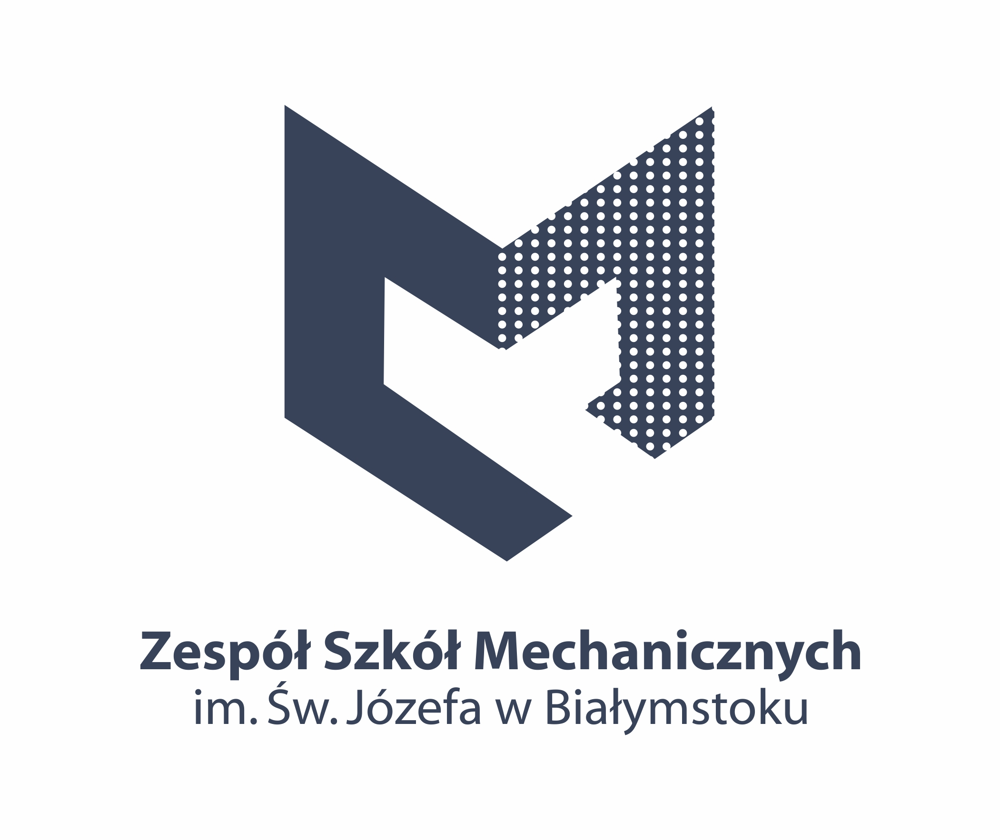 Zespół Szkół Mechanicznych
im. Św. Józefa w Białymstoku